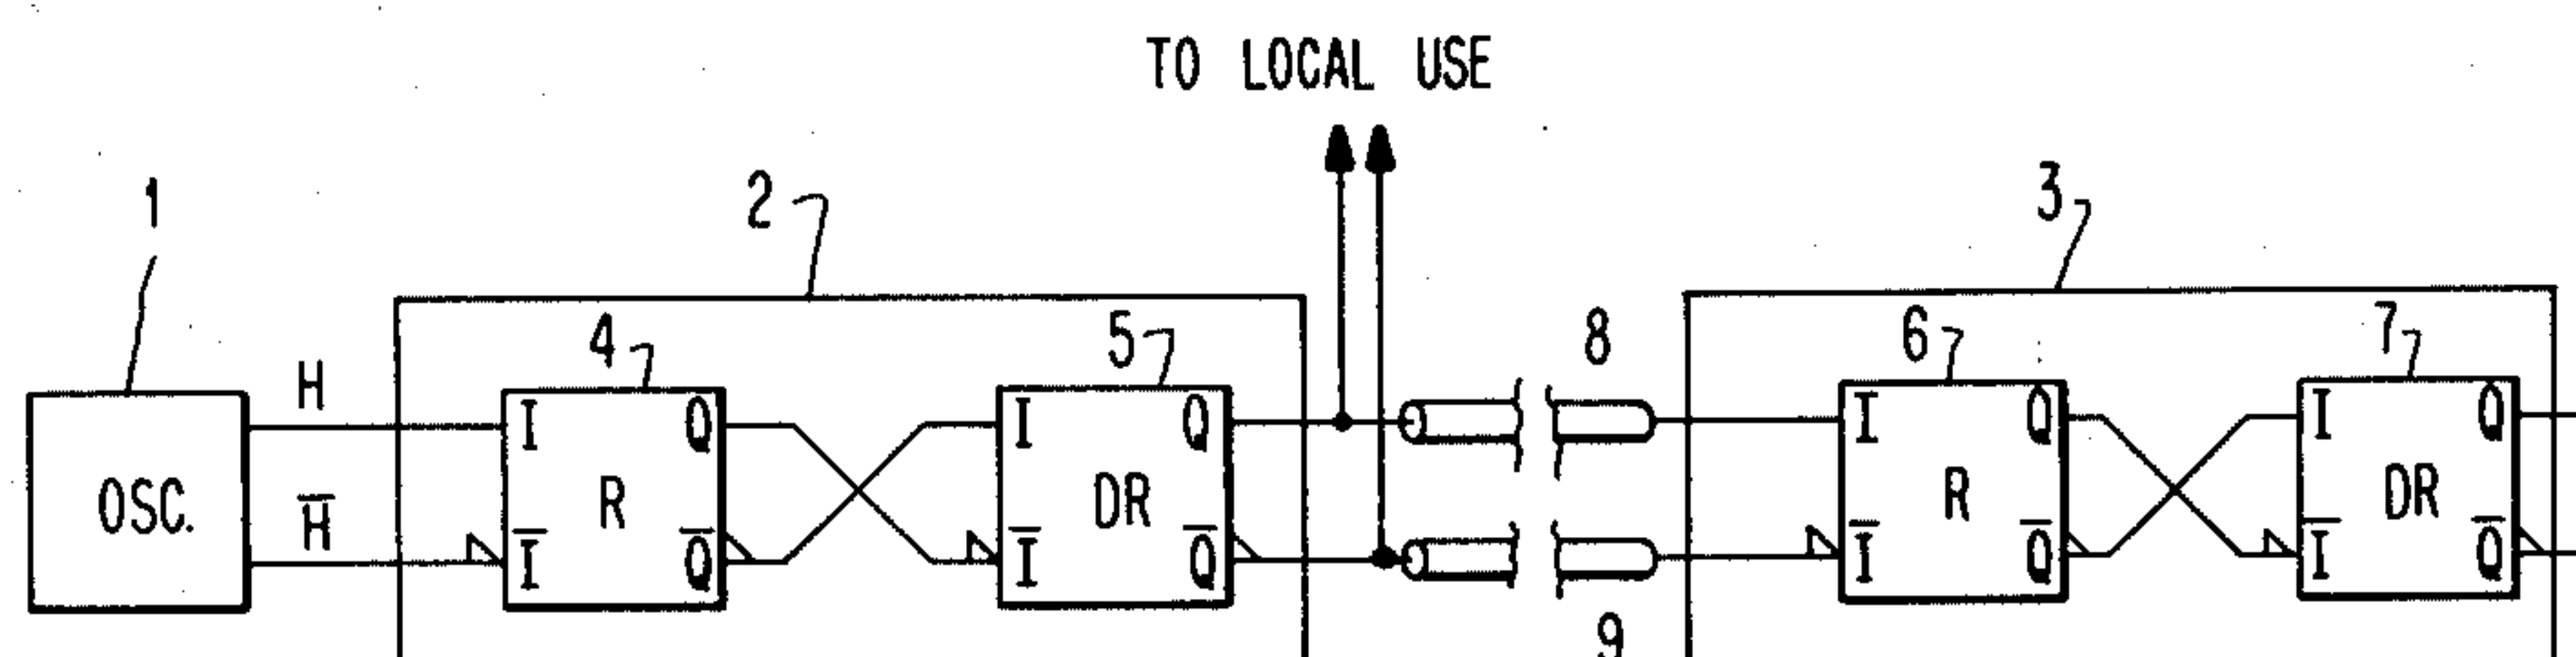 TO LOCAL USE
1
2
3
4
5
8
6
7
H
I Q
I Q
I Q
I Q
OSC.
R
DR
R
DR
H̅
I̅ Q̅
I̅ Q̅
I̅ Q̅
I̅ Q̅
9